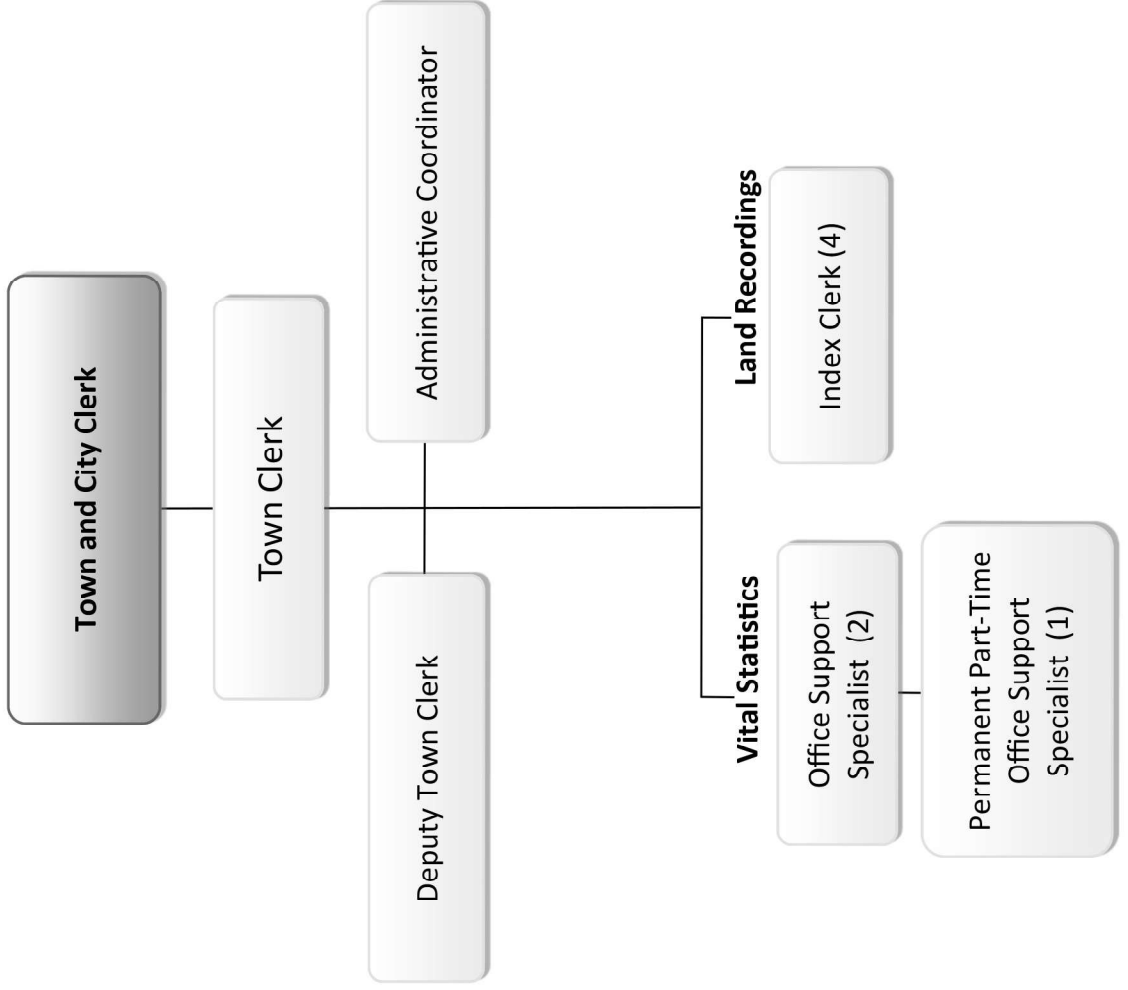 Town and City Clerk
Town Clerk
Deputy Town Clerk
Administrative Coordinator
Vital Statistics
Office Support
Specialist (2)
Permanent Part-Time
Office Support
Specialist (1)
Land Recordings
Index Clerk (4)